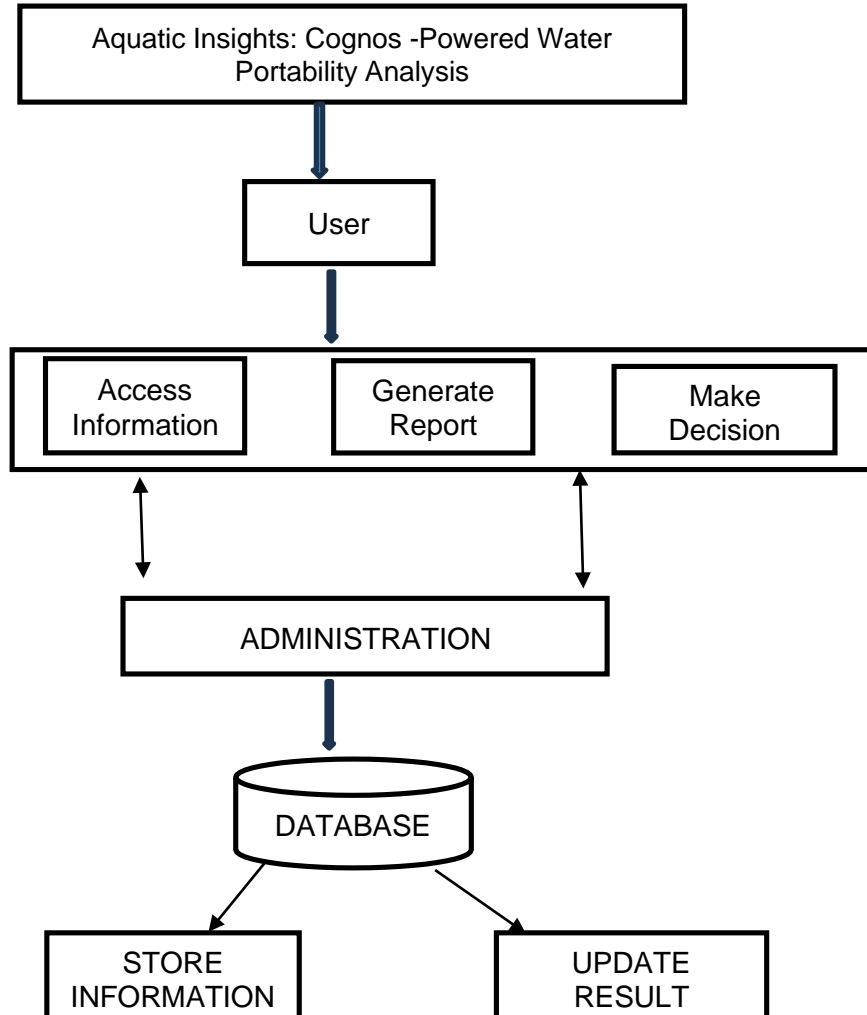 Aquatic Insights: Cognos -Powered Water
Portability Analysis
User
Access
Information
Generate
Report
Make
Decision
ADMINISTRATION
DATABASE
STORE
INFORMATION
UPDATE
RESULT